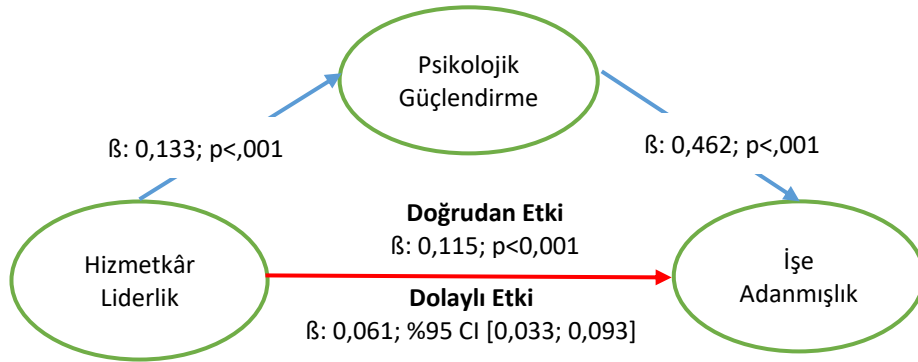 Psikolojik
Güçlendirme
ß: 0,133; p<,001
ß: 0,462; p<,001
Doğrudan Etki
ß: 0,115; p<0,001
Hizmetkâr
Liderlik
İşe
Adanmışlık
Dolaylı Etki
ß: 0,061; %95 CI [0,033; 0,093]